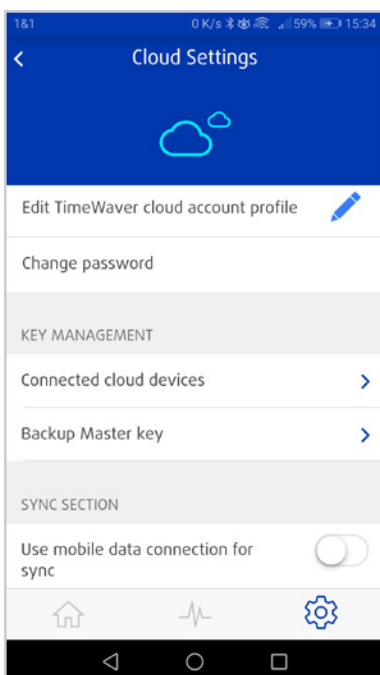 1&1 0 K/s 59% 15:34
Cloud Settings
Edit TimeWaver cloud account profile
Change password
KEY MANAGEMENT
Connected cloud devices
Backup Master key
SYNC SECTION
Use mobile data connection for
sync